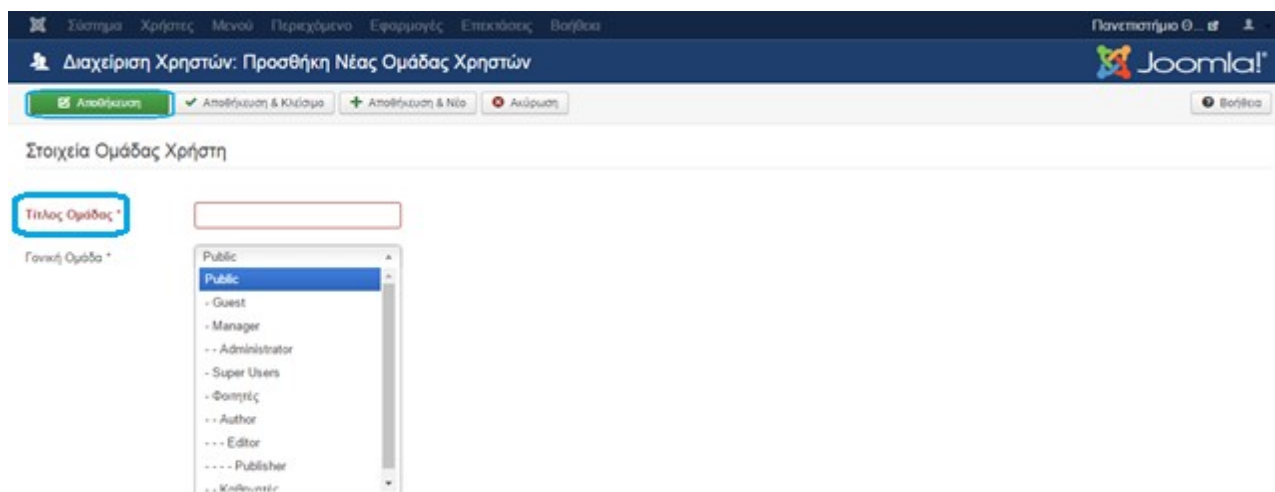 Σύστημα Χρήστες Μενού Περιεχόμενο Εφαρμογές Επεκτάσεις Βοήθεια Πανεπιστήμιο Θ...
Διαχείριση Χρηστών: Προσθήκη Νέας Ομάδας Χρηστών Joomla!
Αποθήκευση Αποθήκευση & Κλείσιμο Αποθήκευση & Νέο Ακύρωση Βοήθεια
Στοιχεία Ομάδας Χρήστη
Τίτλος Ομάδας *
Γονική Ομάδα * Public
Public
- Guest
- Manager
- - Administrator
- Super Users
- Φοιτητές
- - Author
- - - Editor
- - - - Publisher
- - Καθηγητές